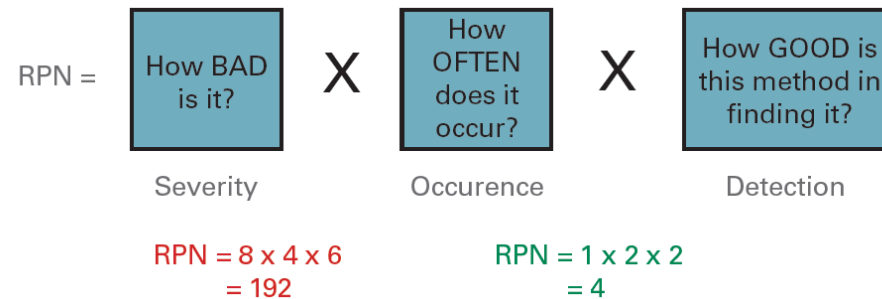 RPN =
How BAD
is it?
X
How
OFTEN
does it
occur?
X
How GOOD is
this method in
finding it?
Severity
Occurence
Detection
RPN = 8 x 4 x 6
= 192
RPN = 1 x 2 x 2
= 4